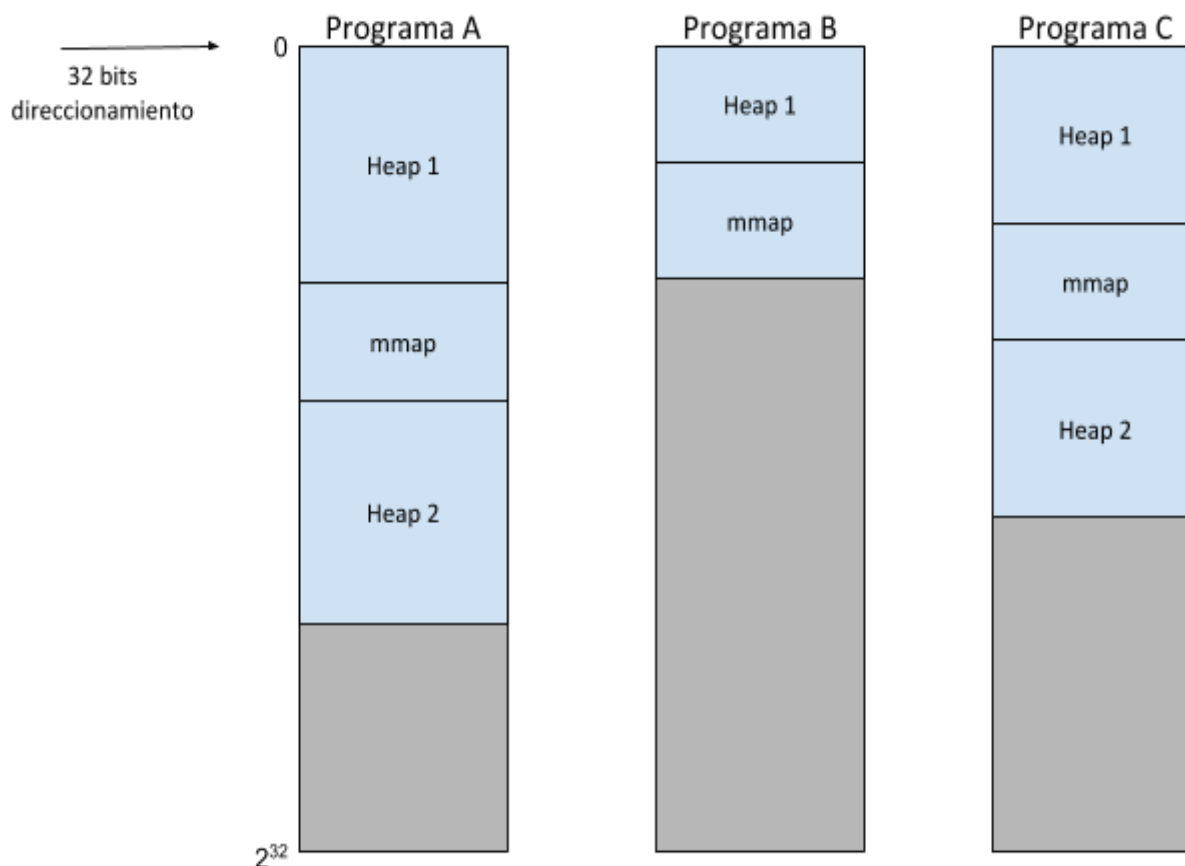 Programa A
Programa B
Programa C
0
32 bits
direccionamiento
Heap 1
mmap
Heap 2
Heap 1
mmap
Heap 1
mmap
Heap 2
2³²